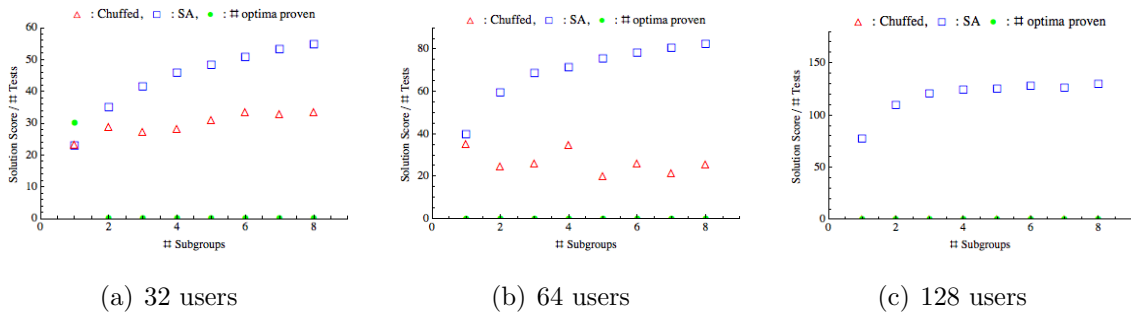 △ : Chuffed, □ : SA, ● : # optima proven
Solution Score / # Tests
60
50
40
30
20
10
0
0 2 4 6 8
# Subgroups
(a) 32 users
△ : Chuffed, □ : SA, ● : # optima proven
Solution Score / # Tests
80
60
40
20
0
0 2 4 6 8
# Subgroups
(b) 64 users
△ : Chuffed, □ : SA ● : # optima proven
Solution Score / # Tests
150
100
50
0
0 2 4 6 8
# Subgroups
(c) 128 users